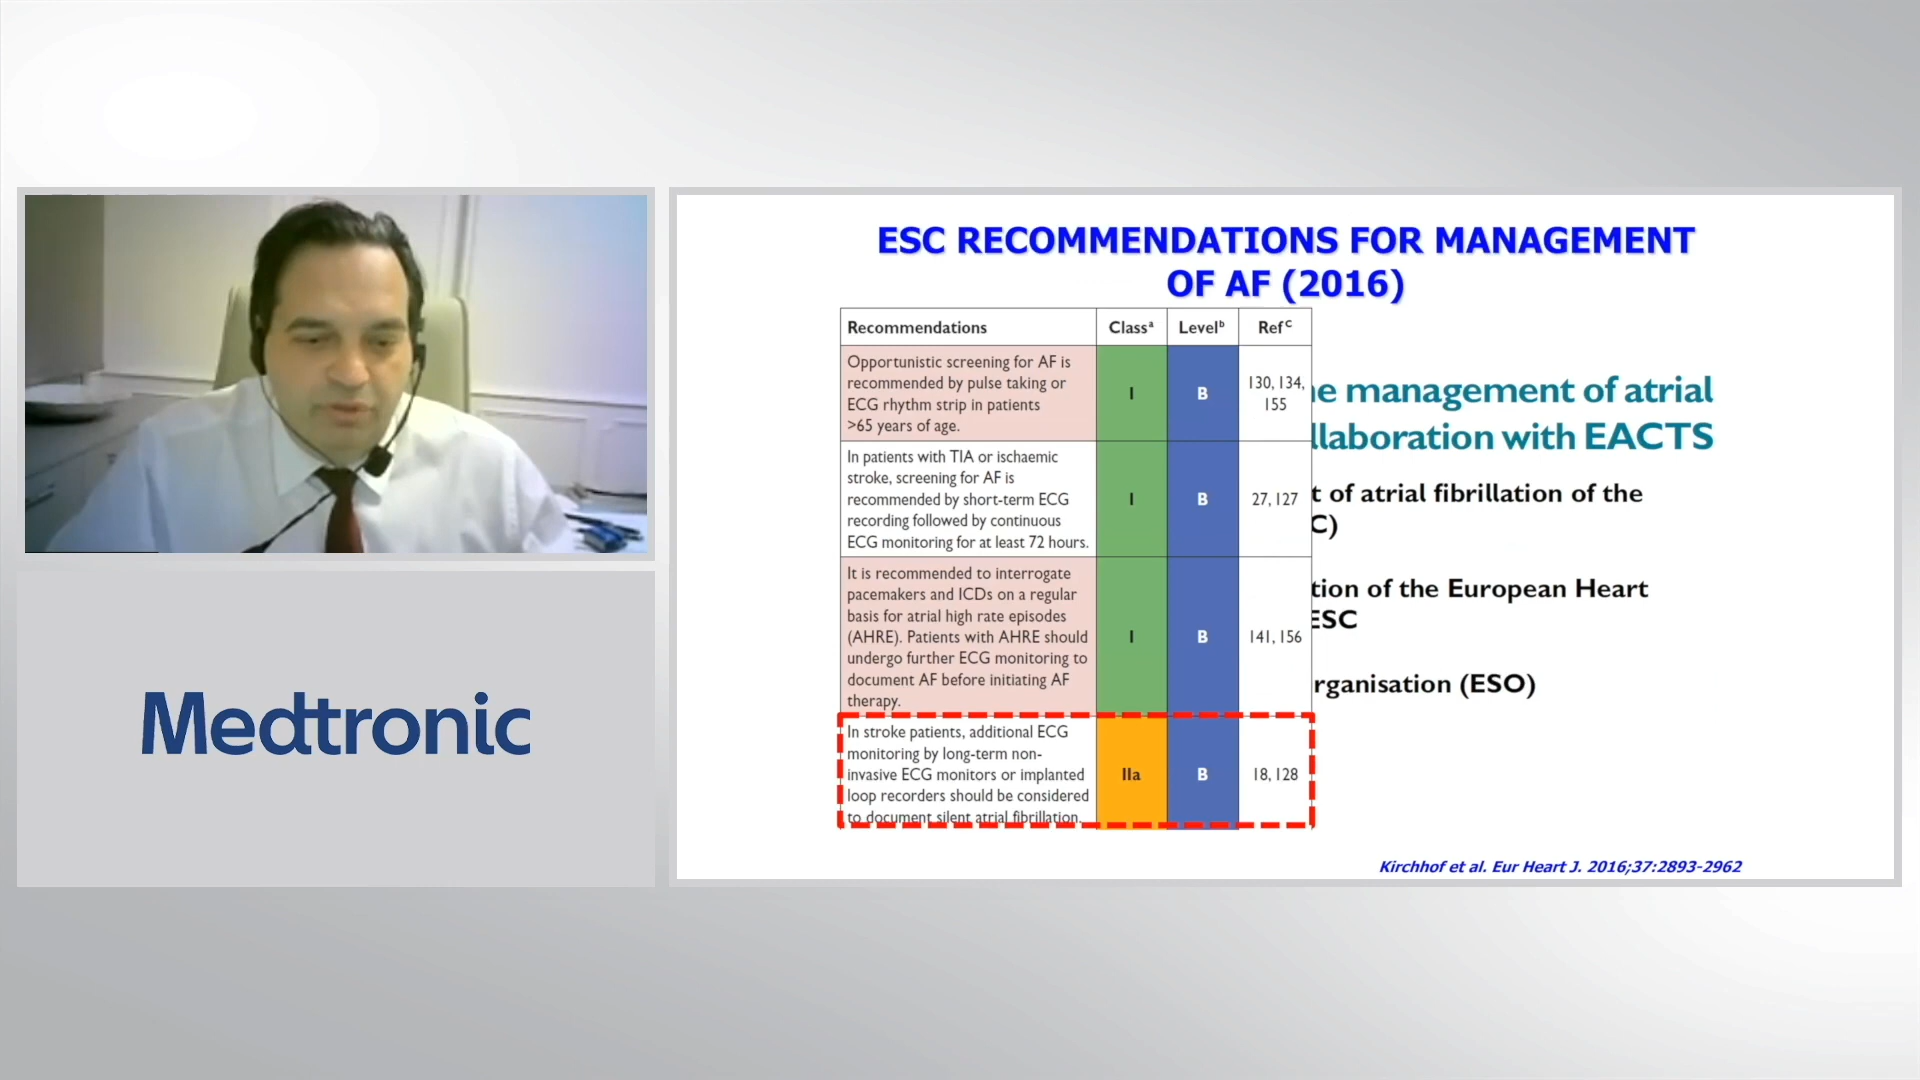 ESC RECOMMENDATIONS FOR MANAGEMENT
OF AF (2016)
Recommendations Classᵃ Levelᵇ Refᶜ
Opportunistic screening for AF is
recommended by pulse taking or
ECG rhythm strip in patients
>65 years of age.
I
B
130, 134,
155
In patients with TIA or ischaemic
stroke, screening for AF is
recommended by short-term ECG
recording followed by continuous
ECG monitoring for at least 72 hours.
I
B
27, 127
It is recommended to interrogate
pacemakers and ICDs on a regular
basis for atrial high rate episodes
(AHRE). Patients with AHRE should
undergo further ECG monitoring to
document AF before initiating AF
therapy.
I
B
141, 156
In stroke patients, additional ECG
monitoring by long-term non-
invasive ECG monitors or implanted
loop recorders should be considered
to document silent atrial fibrillation.
IIa
B
18, 128
management of atrial
with EACTS
of atrial fibrillation of the
of the European Heart
ESC
(ESO)
Kirchhof et al. Eur Heart J. 2016;37:2893-2962
Medtronic